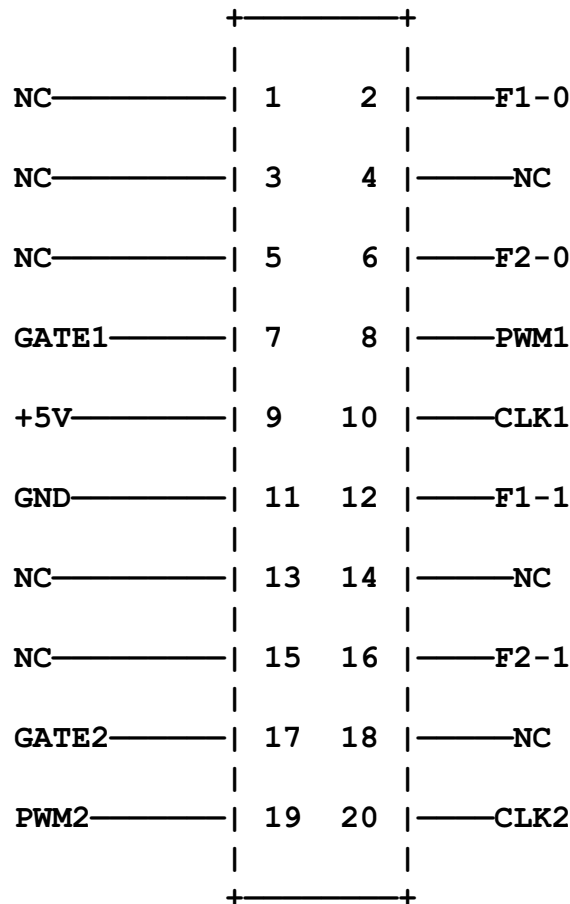 NC 1 2 F1-0
NC 3 4 NC
NC 5 6 F2-0
GATE1 7 8 PWM1
+5V 9 10 CLK1
GND 11 12 F1-1
NC 13 14 NC
NC 15 16 F2-1
GATE2 17 18 NC
PWM2 19 20 CLK2